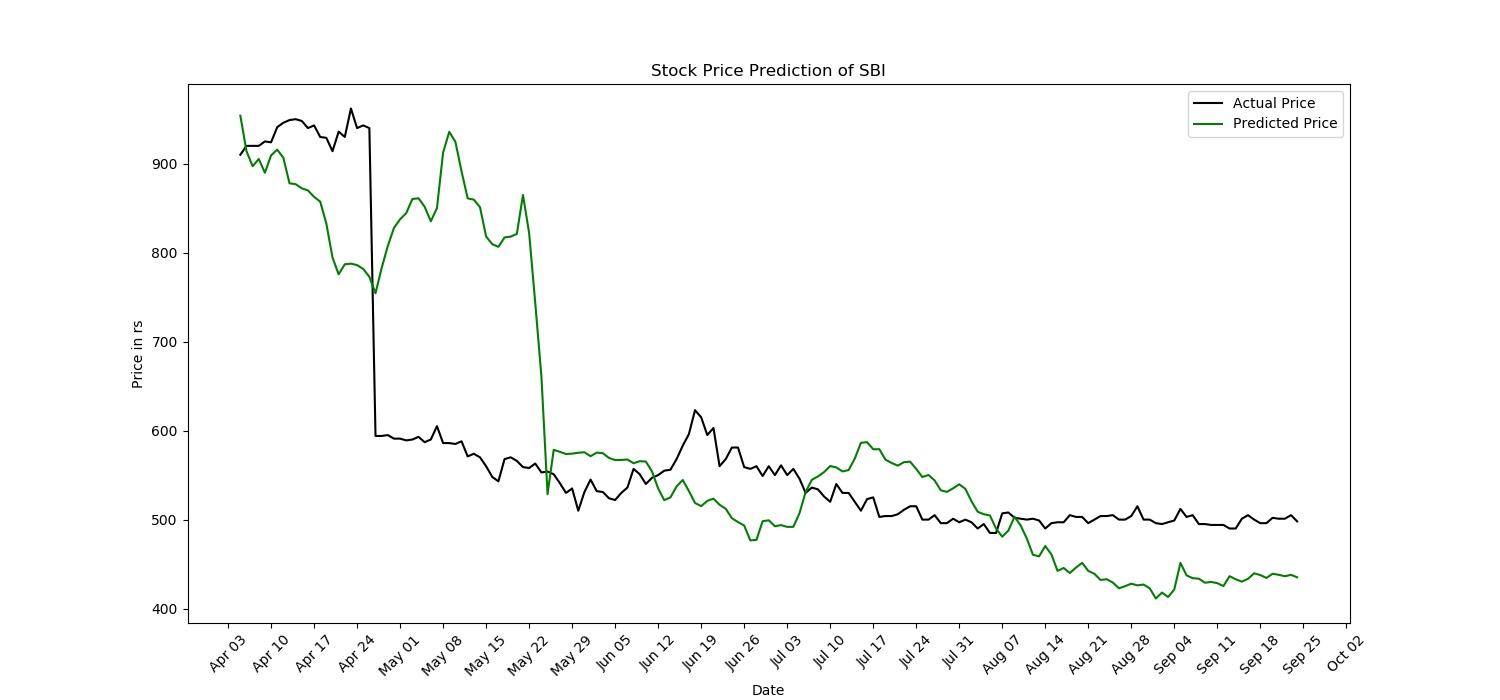 Stock Price Prediction of SBI
Actual Price
Predicted Price
Price in rs
900
800
700
600
500
400
Apr 03
Apr 10
Apr 17
Apr 24
May 01
May 08
May 15
May 22
May 29
Jun 05
Jun 12
Jun 19
Jun 26
Jul 03
Jul 10
Jul 17
Jul 24
Jul 31
Aug 07
Aug 14
Aug 21
Aug 28
Sep 04
Sep 11
Sep 18
Sep 25
Oct 02
Date